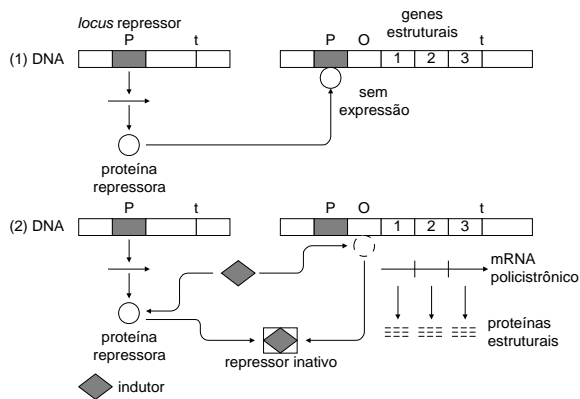 locus repressor
genes
estruturais
P t P O t
(1) DNA 1 2 3
sem
expressão
proteína
repressora
P t P O t
(2) DNA 1 2 3
mRNA
policistrônico
proteína
repressora
proteínas
estruturais
repressor inativo
indutor